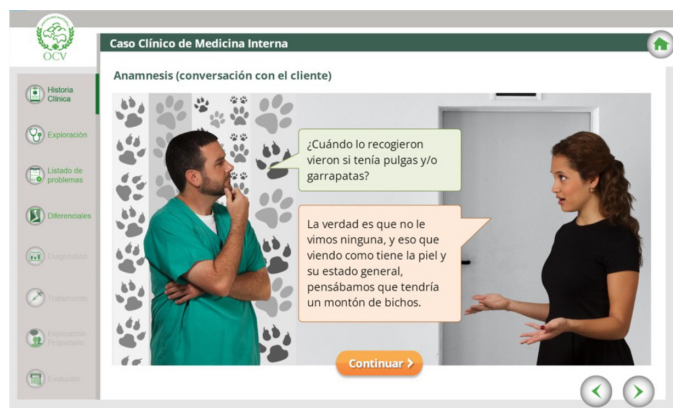 OCV
Caso Clínico de Medicina Interna
Anamnesis (conversación con el cliente)
Historia
Clínica
Exploración
Listado de
problemas
Diferenciales
Diagnóstico
Tratamiento
¿Cuándo lo recogieron
vieron si tenía pulgas y/o
garrapatas?
La verdad es que no le
vimos ninguna, y eso que
viendo como tiene la piel y
su estado general,
pensábamos que tendría
un montón de bichos.
Continuar